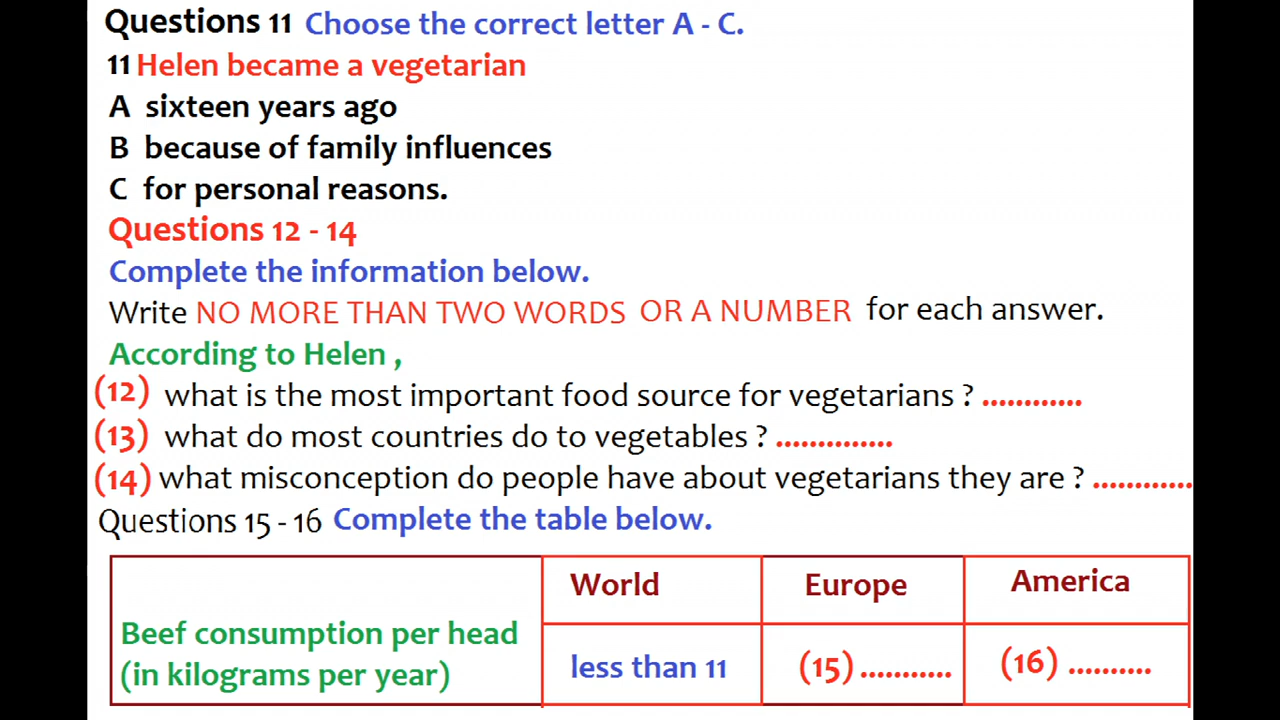 Questions 11 Choose the correct letter A - C.
11 Helen became a vegetarian
A sixteen years ago
B because of family influences
C for personal reasons.
Questions 12 - 14
Complete the information below.
Write NO MORE THAN TWO WORDS OR A NUMBER for each answer.
According to Helen ,
(12) what is the most important food source for vegetarians ? ............
(13) what do most countries do to vegetables ? ..............
(14) what misconception do people have about vegetarians they are ? ............
Questions 15 - 16 Complete the table below.
World Europe America
Beef consumption per head
(in kilograms per year)
less than 11 (15) ........... (16) ..........